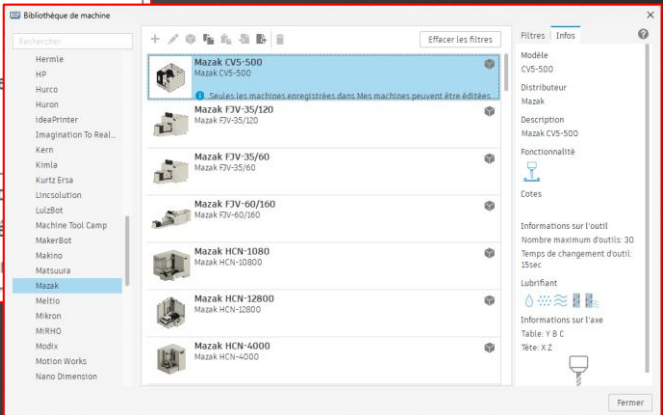 Bibliothèque de machine
Rechercher
Hermle
HP
Hurco
Huron
ideaPrinter
Imagination To Real...
Kern
Kimla
Kurtz Ersa
Lincsolution
LulzBot
Machine Tool Camp
MakerBot
Makino
Matsuura
Mazak
Meltio
Mikron
MIRHO
Modix
Motion Works
Nano Dimension
Effacer les filtres
Mazak CV5-500
Mazak CV5-500
Seules les machines enregistrées dans Mes machines peuvent être éditées
Mazak FJV-35/120
Mazak FJV-35/120
Mazak FJV-35/60
Mazak FJV-35/60
Mazak FJV-60/160
Mazak FJV-60/160
Mazak HCN-1080
Mazak HCN-10800
Mazak HCN-12800
Mazak HCN-12800
Mazak HCN-4000
Mazak HCN-4000
Filtres
Infos
Modèle
CV5-500
Distributeur
Mazak
Description
Mazak CV5-500
Fonctionnalité
Cotes
Informations sur l'outil
Nombre maximum d'outils: 30
Temps de changement d'outil:
15sec
Lubrifiant
Informations sur l'axe
Table: Y B C
Tête: X Z
Fermer